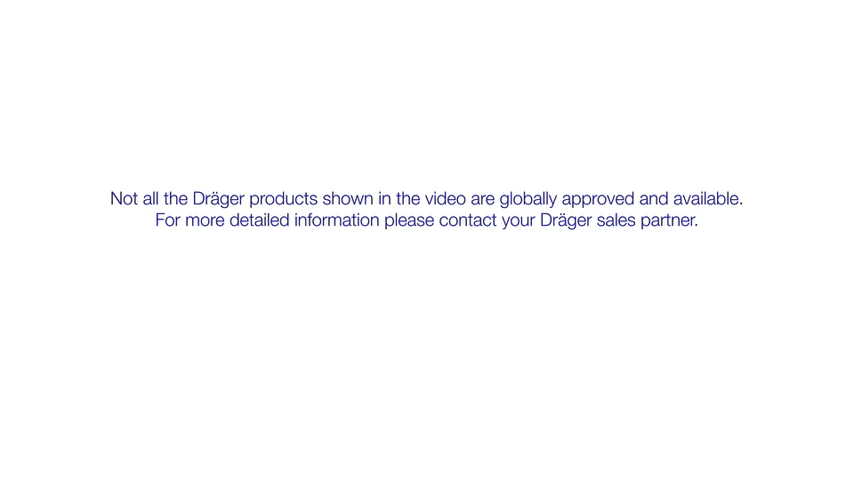 Not all the Dräger products shown in the video are globally approved and available.
For more detailed information please contact your Dräger sales partner.